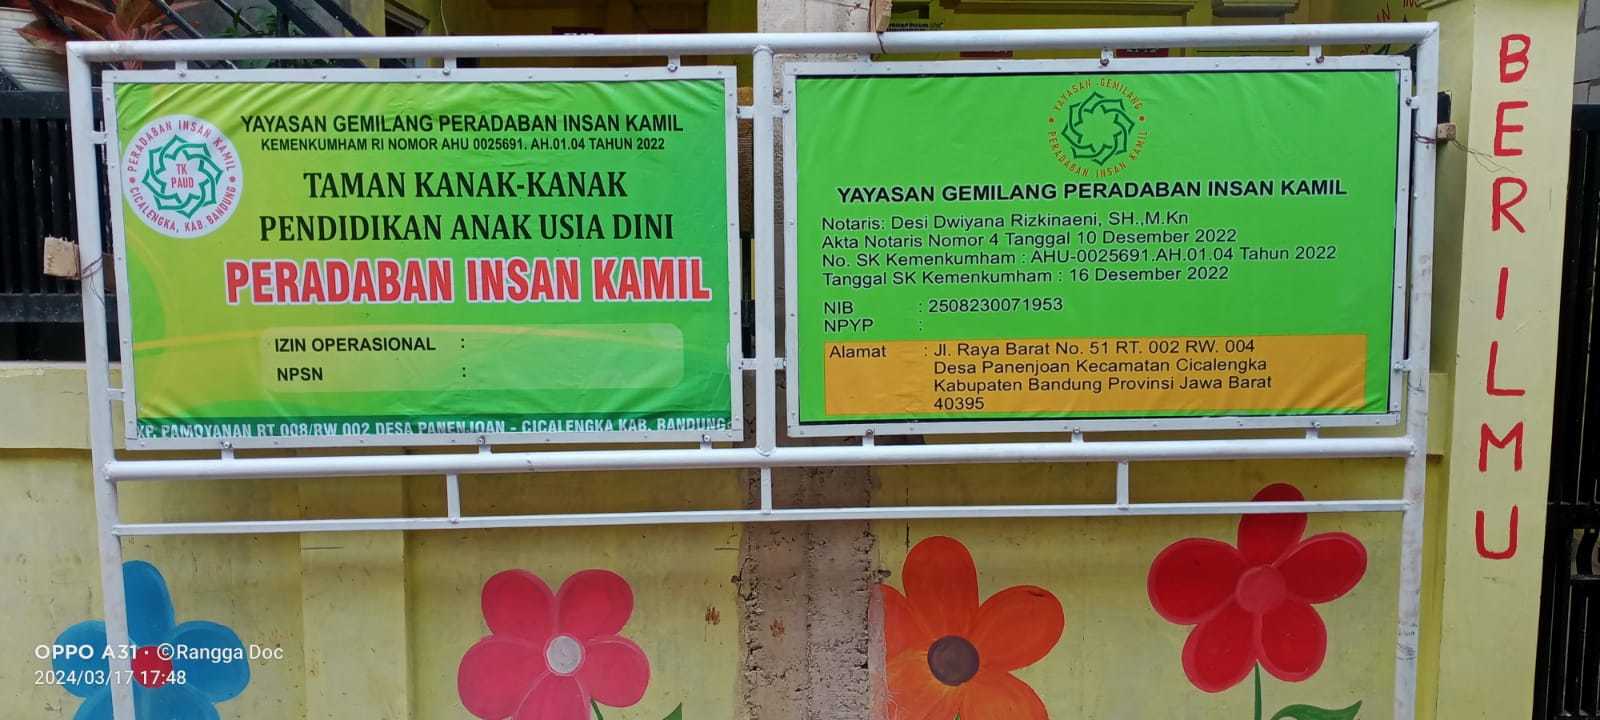 YAYASAN GEMILANG PERADABAN INSAN KAMIL
KEMENKUMHAM RI NOMOR AHU 0025691. AH.01.04 TAHUN 2022
PERADABAN INSAN KAMIL
TK
PAUD
CICALENGKA, KAB. BANDUNG
TAMAN KANAK-KANAK
PENDIDIKAN ANAK USIA DINI
PERADABAN INSAN KAMIL
IZIN OPERASIONAL :
NPSN :
KP. PAMOYANAN RT 008/RW 002 DESA PANENJOAN - CICALENGKA KAB. BANDUNG
YAYASAN - GEMILANG
PERADABAN INSAN KAMIL
YAYASAN GEMILANG PERADABAN INSAN KAMIL
Notaris: Desi Dwiyana Rizkinaeni, SH.,M.Kn
Akta Notaris Nomor 4 Tanggal 10 Desember 2022
No. SK Kemenkumham : AHU-0025691.AH.01.04 Tahun 2022
Tanggal SK Kemenkumham : 16 Desember 2022
NIB : 2508230071953
NPYP :
Alamat : Jl. Raya Barat No. 51 RT. 002 RW. 004
Desa Panenjoan Kecamatan Cicalengka
Kabupaten Bandung Provinsi Jawa Barat
40395
BERILMU
OPPO A31 · ©Rangga Doc
2024/03/17 17:48